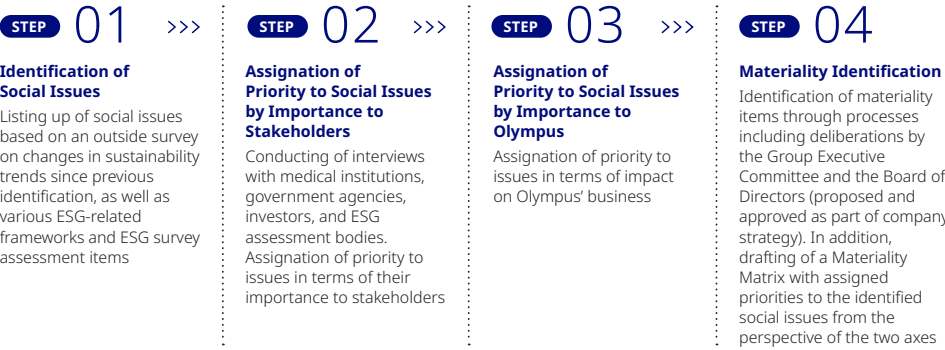 STEP 01 >>>
Identification of
Social Issues
Listing up of social issues
based on an outside survey
on changes in sustainability
trends since previous
identification, as well as
various ESG-related
frameworks and ESG survey
assessment items
STEP 02 >>>
Assignation of
Priority to Social Issues
by Importance to
Stakeholders
Conducting of interviews
with medical institutions,
government agencies,
investors, and ESG
assessment bodies.
Assignation of priority to
issues in terms of their
importance to stakeholders
STEP 03 >>>
Assignation of
Priority to Social Issues
by Importance to
Olympus
Assignation of priority to
issues in terms of impact
on Olympus’ business
STEP 04
Materiality Identification
Identification of materiality
items through processes
including deliberations by
the Group Executive
Committee and the Board of
Directors (proposed and
approved as part of company
strategy). In addition,
drafting of a Materiality
Matrix with assigned
priorities to the identified
social issues from the
perspective of the two axes